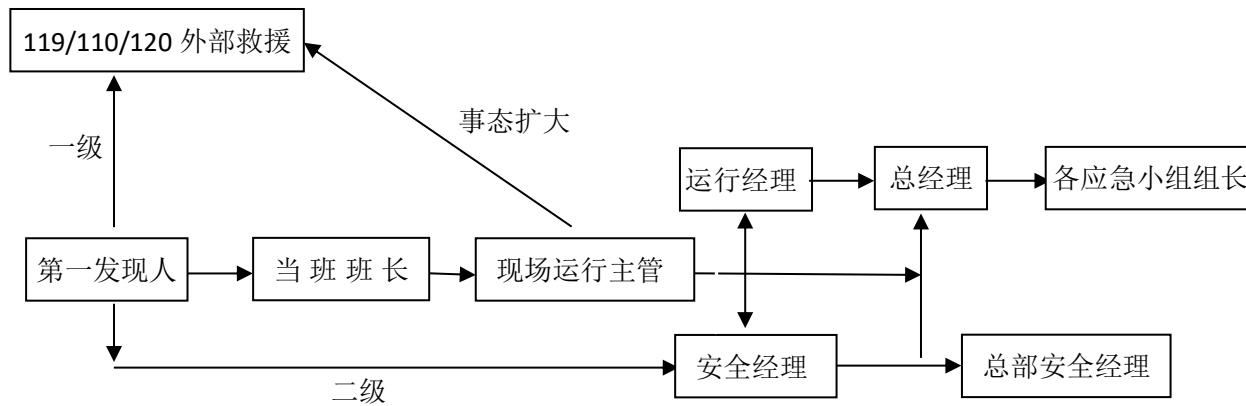 119/110/120 外部救援
事态扩大
一级
运行经理
总经理
各应急小组组长
第一发现人
当 班 班 长
现场运行主管
安全经理
总部安全经理
二级